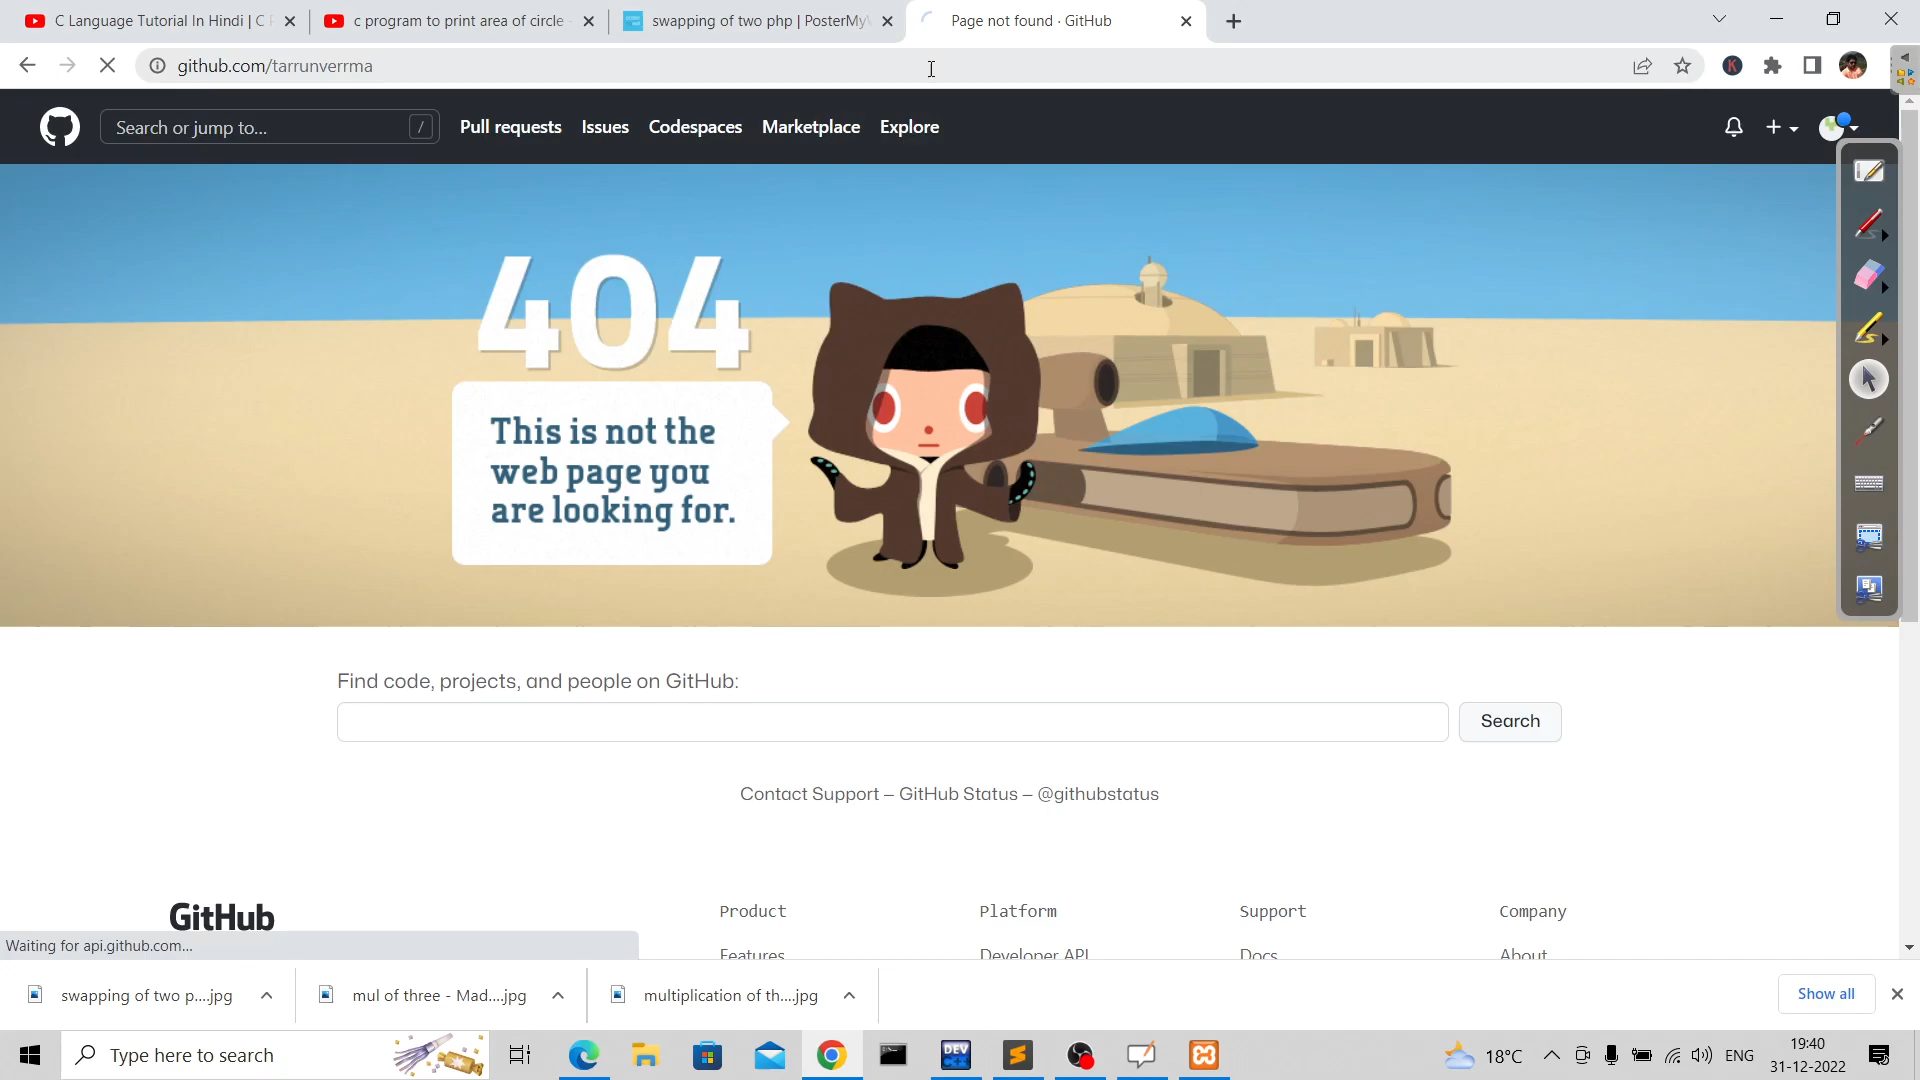 C Language Tutorial In Hindi | C P
c program to print area of circle
swapping of two php | PosterMyW
Page not found · GitHub
github.com/tarrunverrma
K
Search or jump to...
/
Pull requests
Issues
Codespaces
Marketplace
Explore
404
This is not the
web page you
are looking for.
Find code, projects, and people on GitHub:
Search
Contact Support — GitHub Status — @githubstatus
GitHub
Product
Platform
Support
Company
Features
Developer API
Docs
About
Waiting for api.github.com...
swapping of two p....jpg
mul of three - Mad....jpg
multiplication of th....jpg
Show all
Type here to search
DEV
18°C
ENG
19:40
31-12-2022